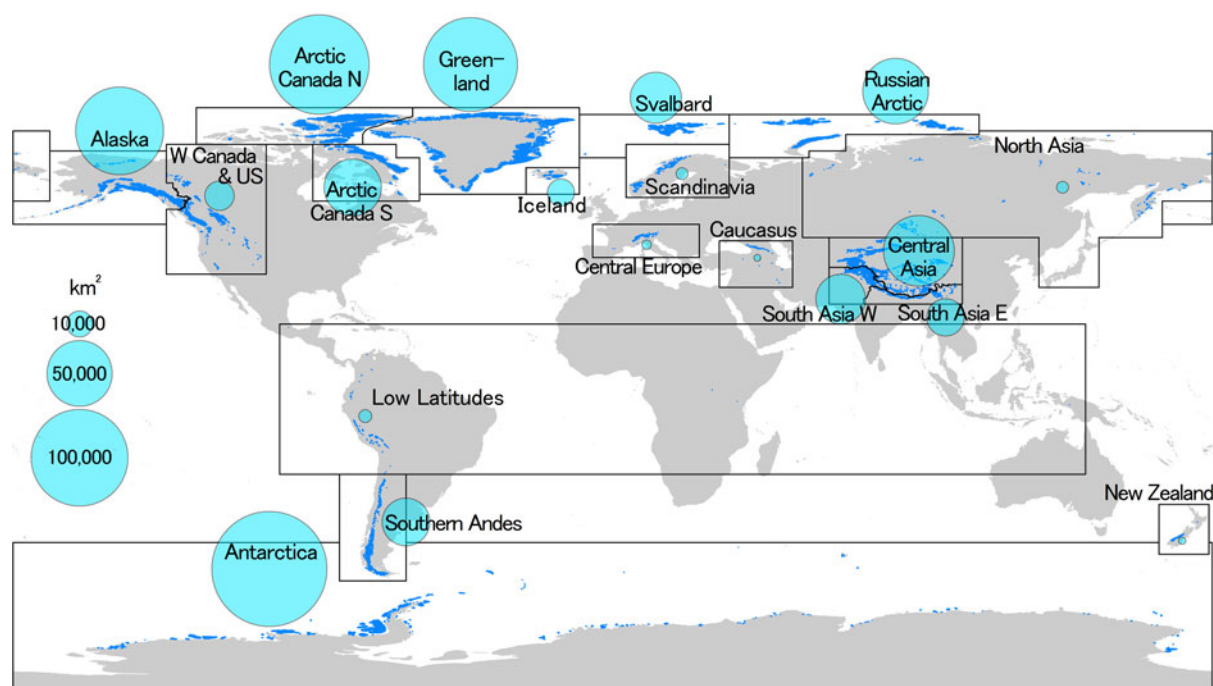 Arctic
Canada N
Green-
land
Russian
Arctic
Svalbard
Alaska
North Asia
W Canada
& US
Arctic
Canada S
Scandinavia
Iceland
Caucasus
Central Europe
Central
Asia
South Asia W
South Asia E
km²
10,000
50,000
100,000
Low Latitudes
New Zealand
Southern Andes
Antarctica